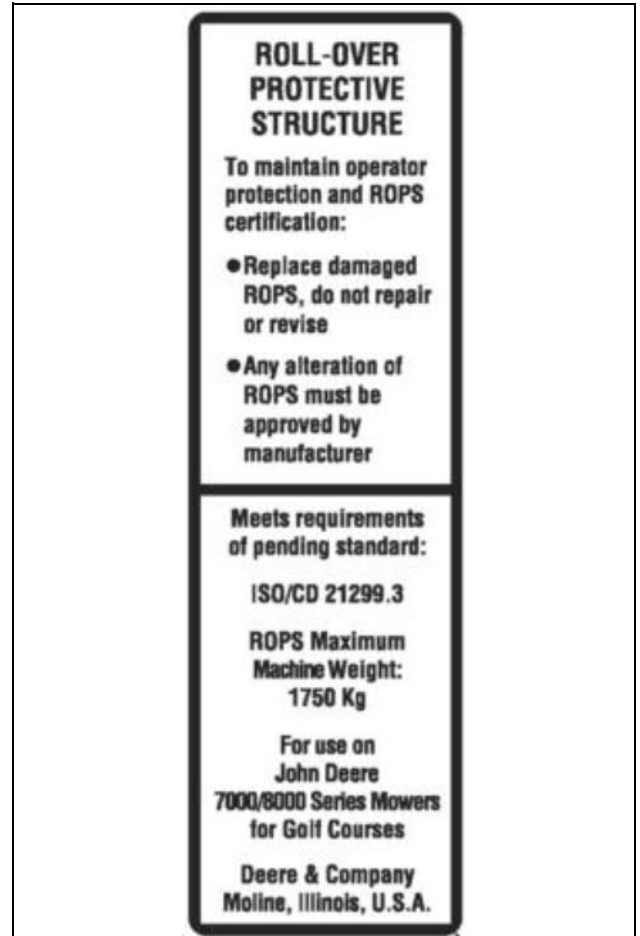 ROLL-OVER
PROTECTIVE
STRUCTURE
To maintain operator
protection and ROPS
certification:
●Replace damaged
ROPS, do not repair
or revise
●Any alteration of
ROPS must be
approved by
manufacturer
Meets requirements
of pending standard:
ISO/CD 21299.3
ROPS Maximum
Machine Weight:
1750 Kg
For use on
John Deere
7000/8000 Series Mowers
for Golf Courses
Deere & Company
Moline, Illinois, U.S.A.